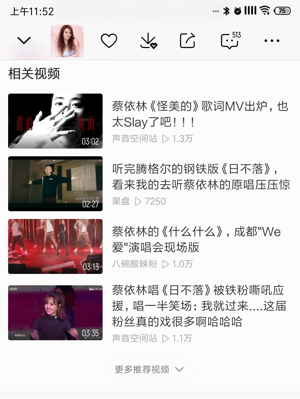 上午11:52
75
513
相关视频
蔡依林《怪美的》歌词MV出炉，也
太Slay了吧！！！
声音空间站 1.3万
03:02
听完腾格尔的钢铁版《日不落》，
看来我的去听蔡依林的原唱压压惊
果盘 7250
02:27
蔡依林的《什么什么》，成都"We
爱"演唱会现场版
八碗酸辣粉 1.0万
03:13
蔡依林唱《日不落》被铁粉嘶吼应
援，唱一半笑场：我就过来....这届
粉丝真的戏很多啊哈哈哈
声音空间站 1.1万
03:35
更多推荐视频